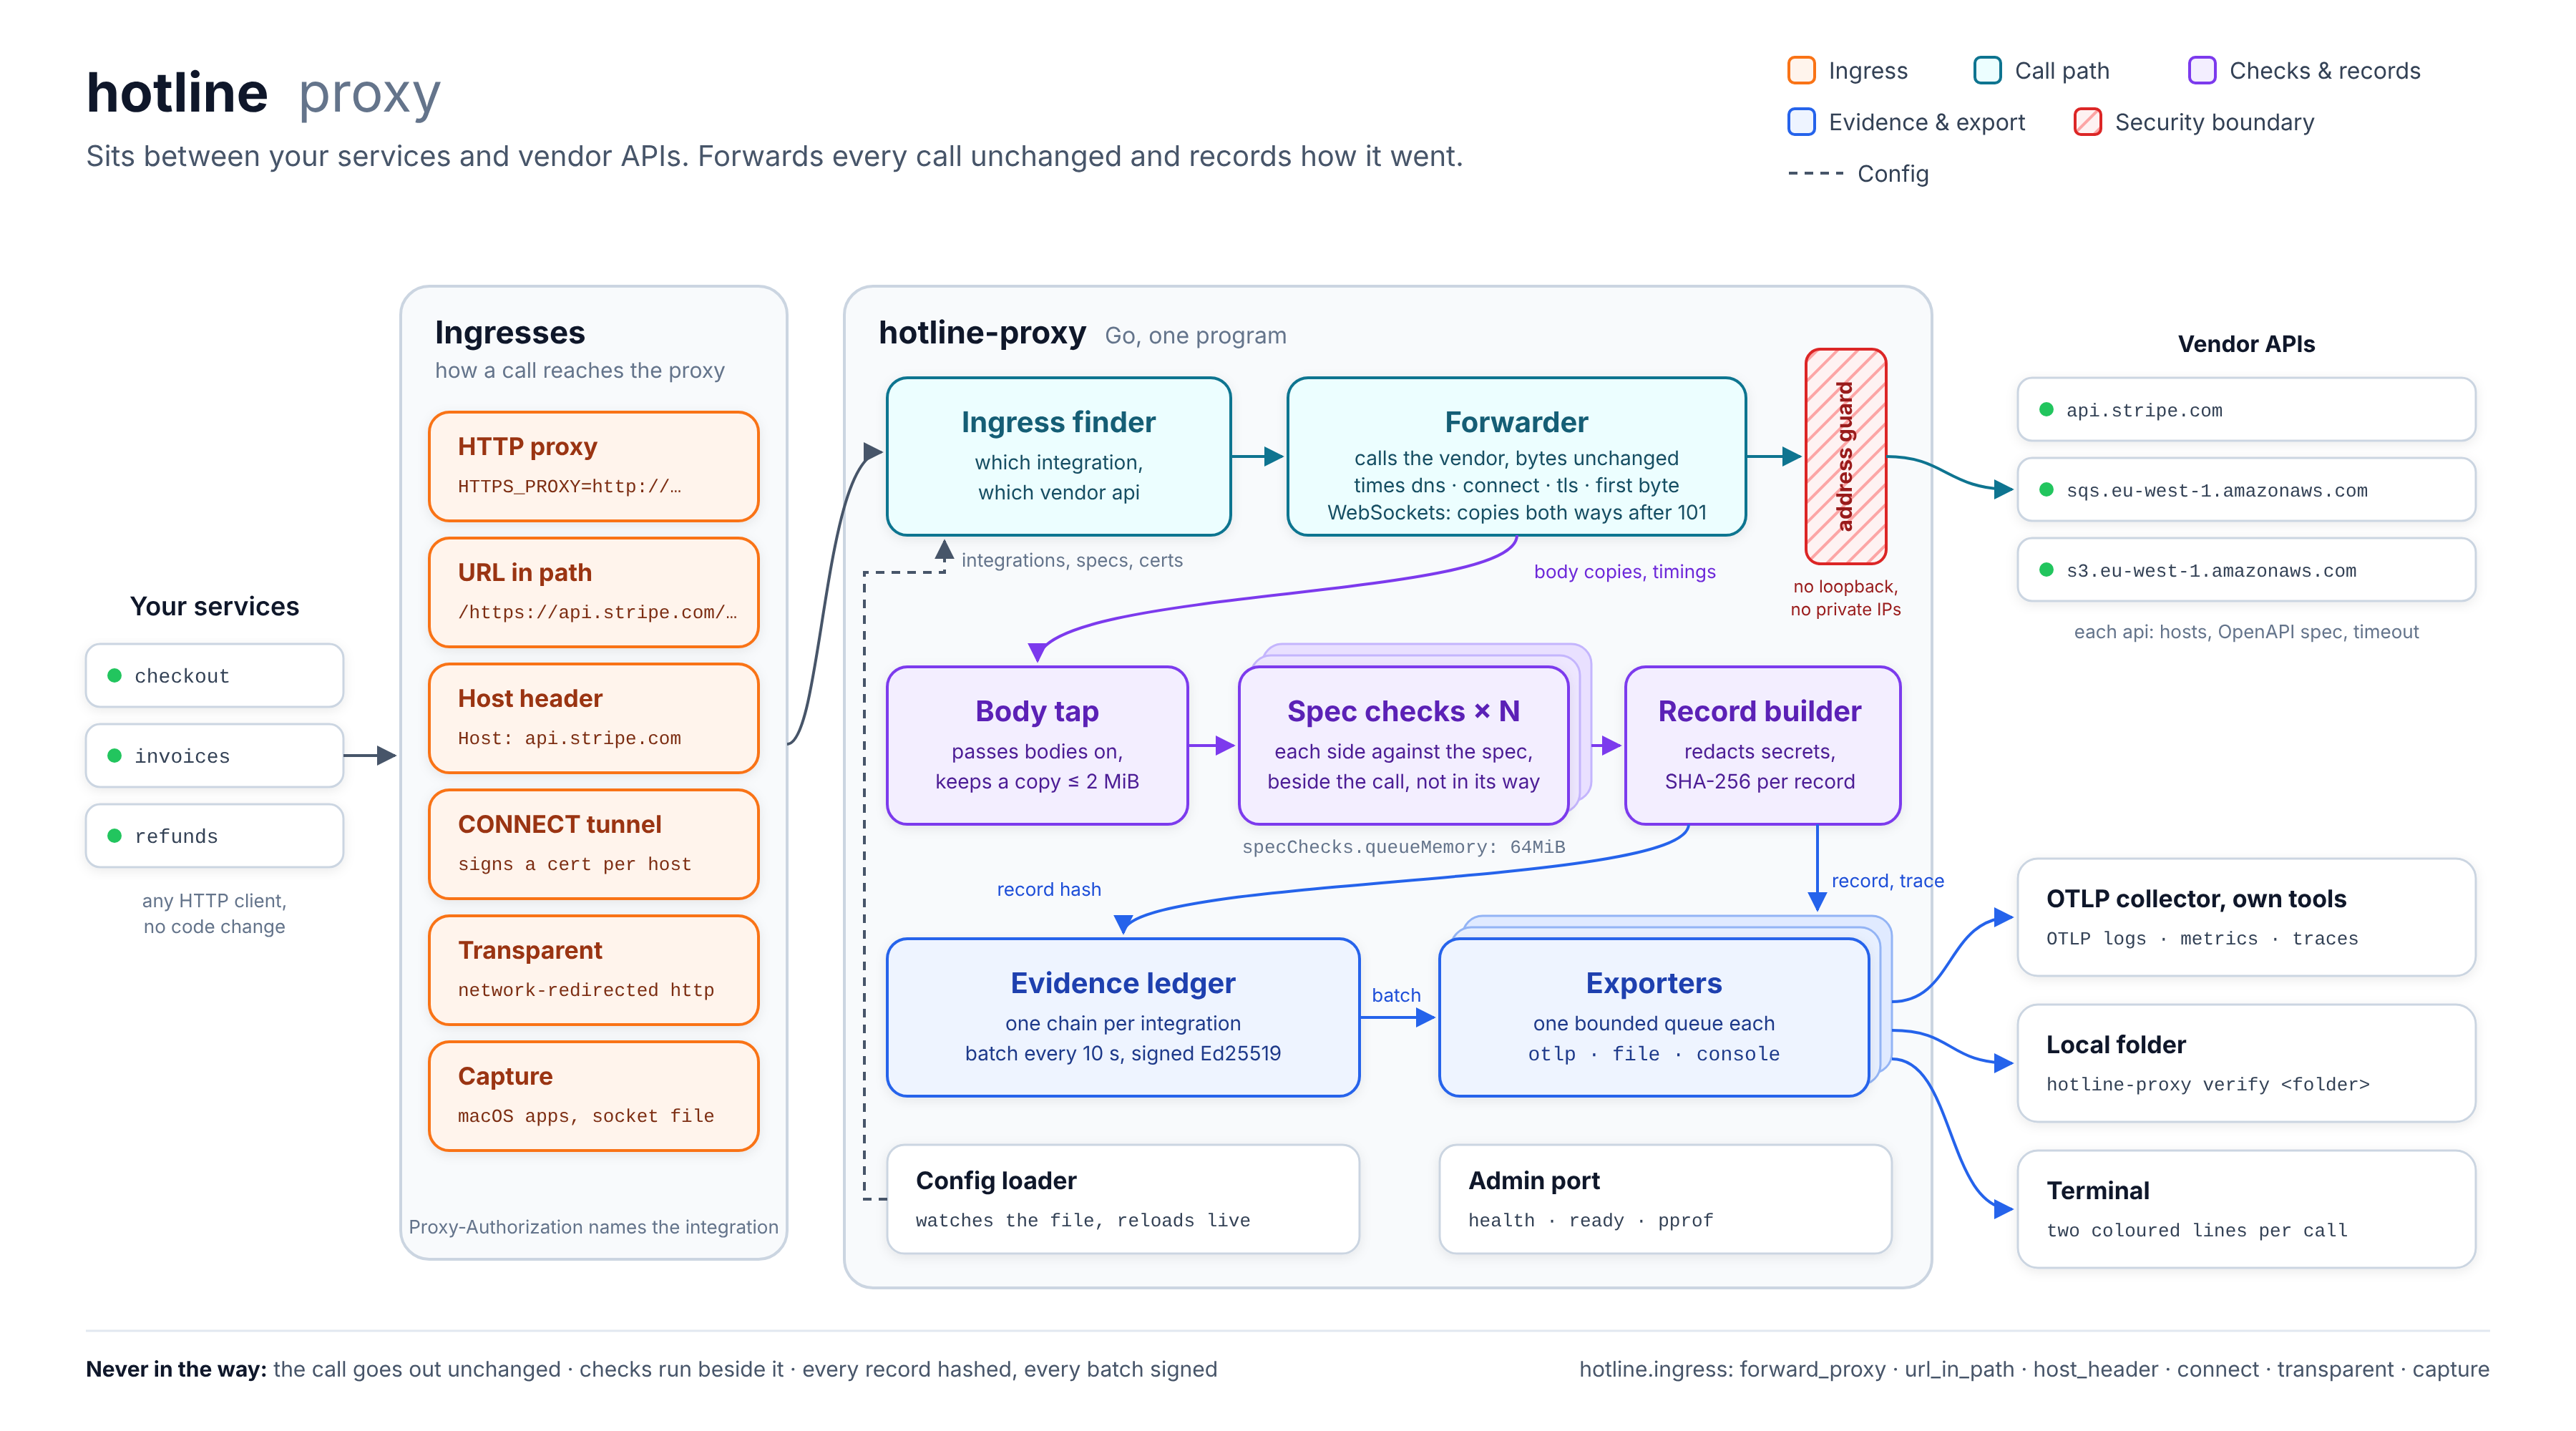 hotline proxy
Sits between your services and vendor APIs. Forwards every call unchanged and records how it went.
Ingress
Call path
Checks & records
Evidence & export
Security boundary
Config
Your services
checkout
invoices
refunds
any HTTP client,
no code change
Ingresses
how a call reaches the proxy
HTTP proxy
HTTPS_PROXY=http://…
URL in path
/https://api.stripe.com/…
Host header
Host: api.stripe.com
CONNECT tunnel
signs a cert per host
Transparent
network-redirected http
Capture
macOS apps, socket file
Proxy-Authorization names the integration
hotline-proxy Go, one program
Ingress finder
which integration,
which vendor api
Forwarder
calls the vendor, bytes unchanged
times dns · connect · tls · first byte
WebSockets: copies both ways after 101
address guard
no loopback,
no private IPs
integrations, specs, certs
body copies, timings
Body tap
passes bodies on,
keeps a copy ≤ 2 MiB
Spec checks × N
each side against the spec,
beside the call, not in its way
specChecks.queueMemory: 64MiB
Record builder
redacts secrets,
SHA-256 per record
record hash
record, trace
Evidence ledger
one chain per integration
batch every 10 s, signed Ed25519
batch
Exporters
one bounded queue each
otlp · file · console
Config loader
watches the file, reloads live
Admin port
health · ready · pprof
Vendor APIs
api.stripe.com
sqs.eu-west-1.amazonaws.com
s3.eu-west-1.amazonaws.com
each api: hosts, OpenAPI spec, timeout
OTLP collector, own tools
OTLP logs · metrics · traces
Local folder
hotline-proxy verify <folder>
Terminal
two coloured lines per call
Never in the way: the call goes out unchanged · checks run beside it · every record hashed, every batch signed
hotline.ingress: forward_proxy · url_in_path · host_header · connect · transparent · capture